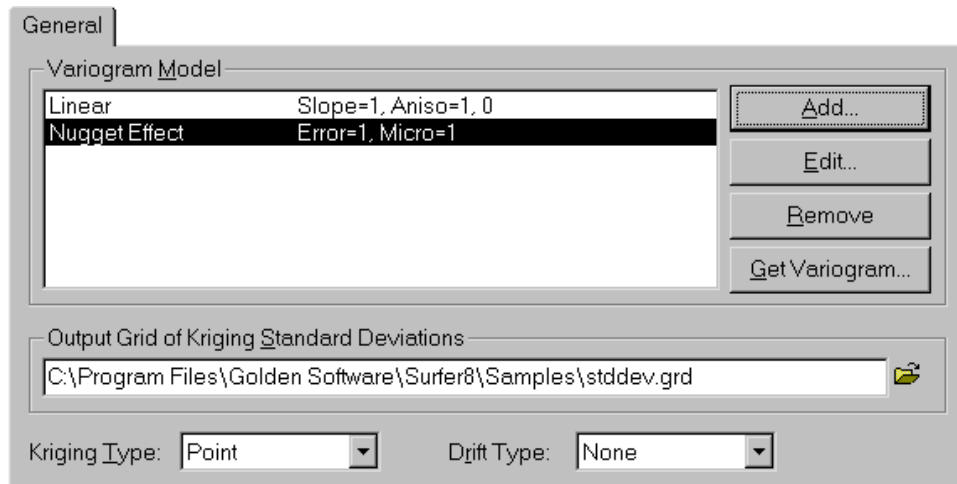 General
Variogram Model
Linear Slope=1, Aniso=1, 0
Nugget Effect Error=1, Micro=1
Add...
Edit...
Remove
Get Variogram...
Output Grid of Kriging Standard Deviations
C:\Program Files\Golden Software\Surfer8\Samples\stddev.grd
Kriging Type: Point Drift Type: None